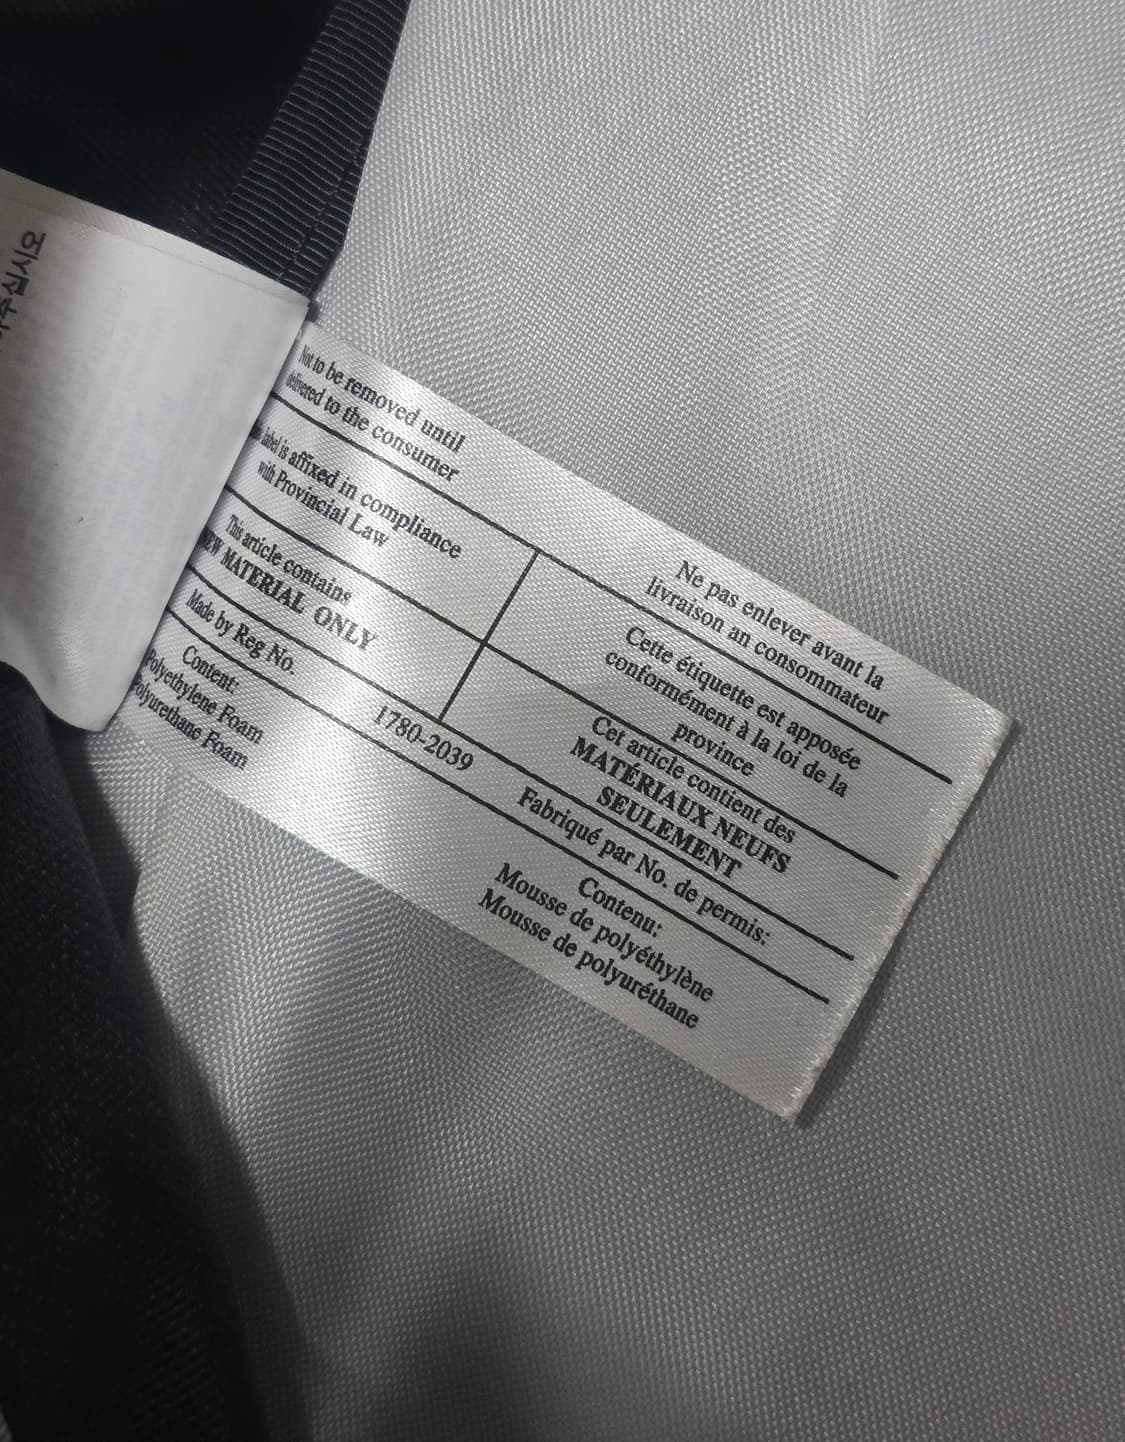 Not to be removed until
delivered to the consumer
Ne pas enlever avant la
livraison an consommateur
label is affixed in compliance
with Provincial Law
Cette étiquette est apposée
conformément à la loi de la
province
This article contains
NEW MATERIAL ONLY
Cet article contient des
MATÉRIAUX NEUFS
SEULEMENT
Made by Reg No.
1780-2039
Fabriqué par No. de permis:
Content:
Polyethylene Foam
Polyurethane Foam
Contenu:
Mousse de polyéthylène
Mousse de polyuréthane